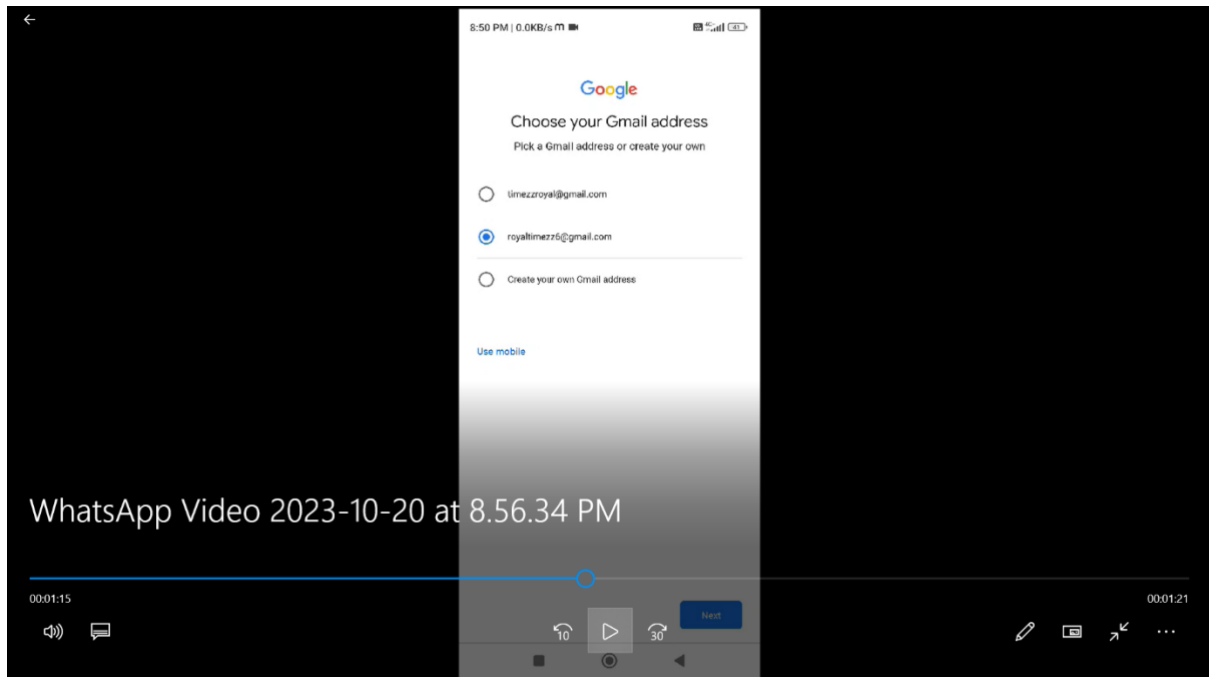 8:50 PM | 0.0KB/s
Google
Choose your Gmail address
Pick a Gmail address or create your own
timezzroyal@gmail.com
royaltimezz6@gmail.com
Create your own Gmail address
Use mobile
WhatsApp Video 2023-10-20 at 8.56.34 PM
00:01:15
00:01:21
Next
10
30